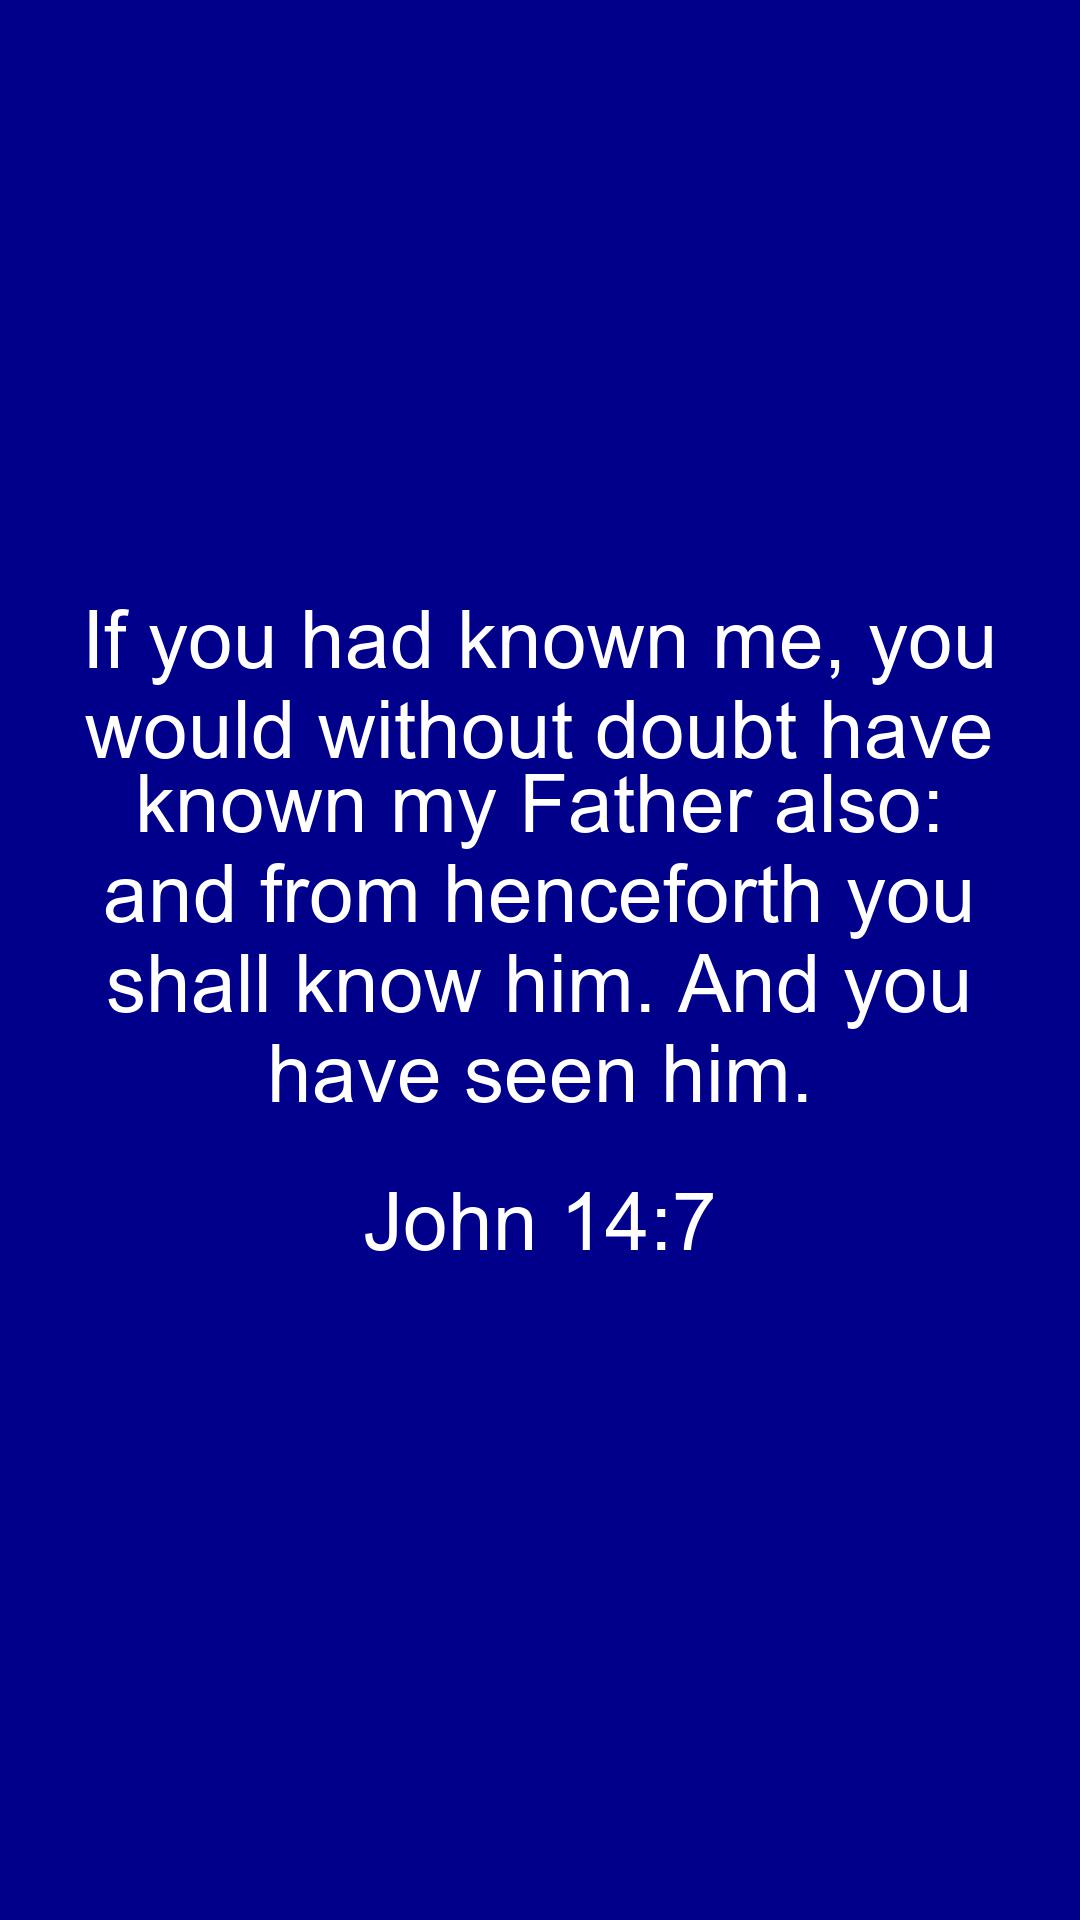 If you had known me, you
would without doubt have
known my Father also:
and from henceforth you
shall know him. And you
have seen him.
John 14:7